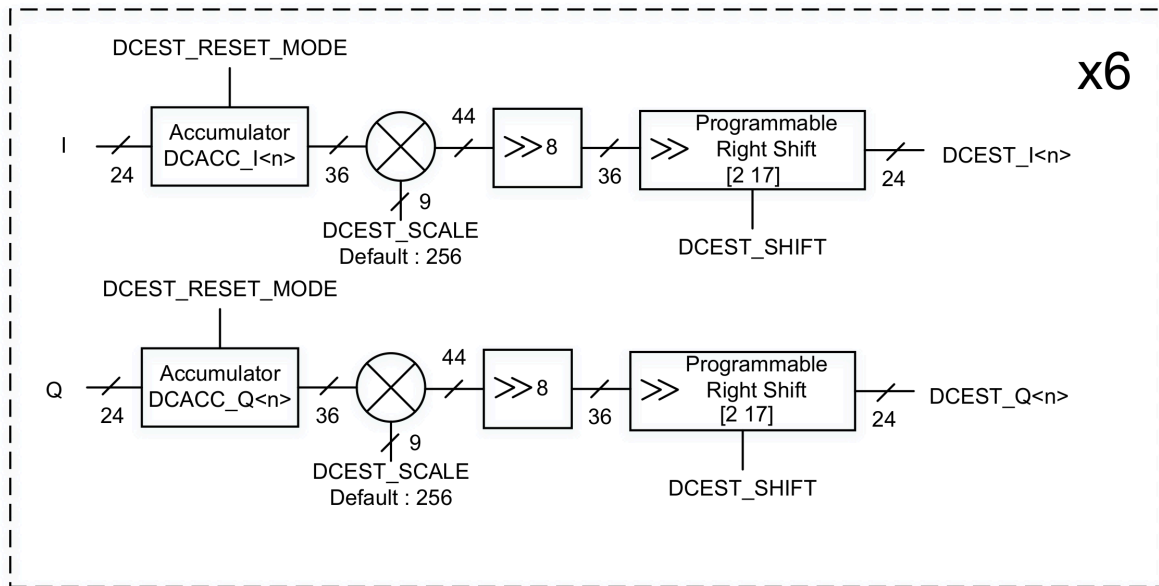 DCEST_RESET_MODE
x6
I
24
Accumulator
DCACC_I<n>
36
44
9
DCEST_SCALE
Default : 256
>>8
36
>>
Programmable
Right Shift
[2 17]
24
DCEST_I<n>
DCEST_SHIFT
DCEST_RESET_MODE
Q
24
Accumulator
DCACC_Q<n>
36
44
9
DCEST_SCALE
Default : 256
>>8
36
>>
Programmable
Right Shift
[2 17]
24
DCEST_Q<n>
DCEST_SHIFT